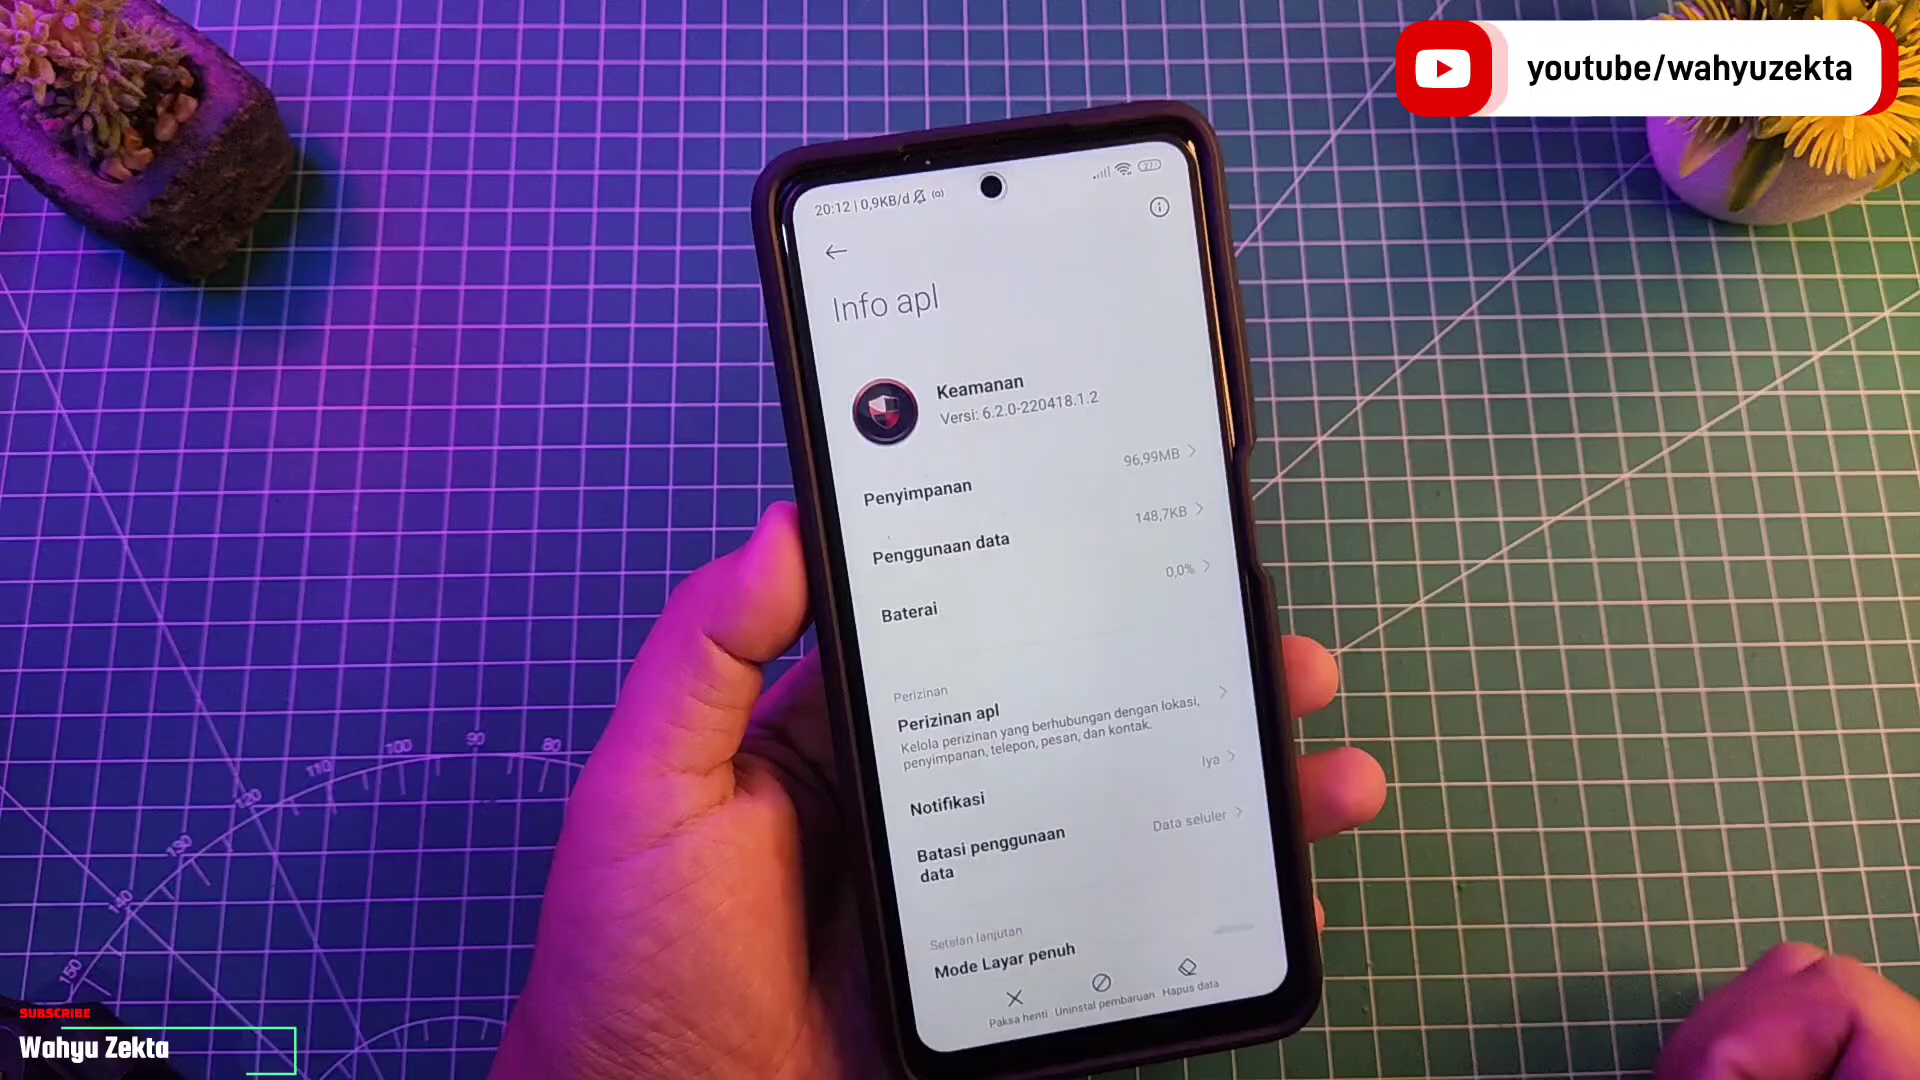 youtube/wahyuzekta
20:12 | 0,9KB/d
27
Info apl
Keamanan
Versi: 6.2.0-220418.1.2
Penyimpanan 96,99MB
Penggunaan data 148,7KB
Baterai 0,0%
Perizinan
Perizinan apl
Kelola perizinan yang berhubungan dengan lokasi,
penyimpanan, telepon, pesan, dan kontak.
Notifikasi Iya
Batasi penggunaan Data seluler
data
Setelan lanjutan
Mode Layar penuh
Paksa henti Uninstal pembaruan Hapus data
80
90
100
110
120
130
140
150
SUBSCRIBE
Wahyu Zekta